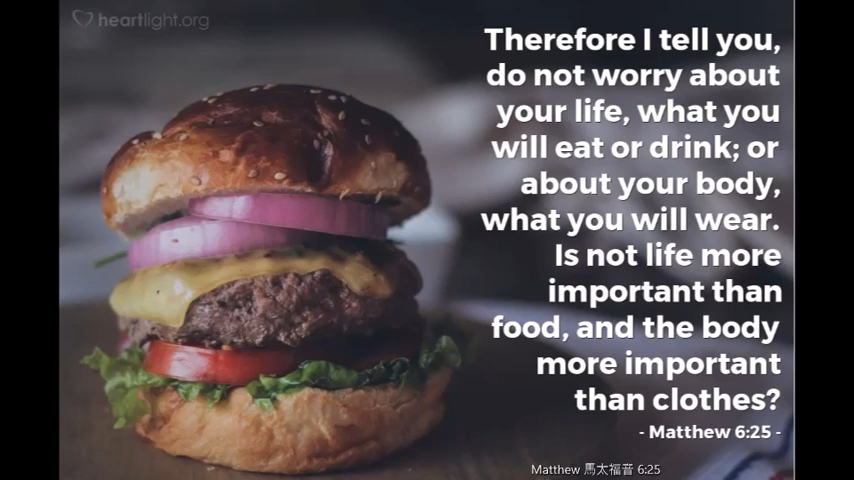 heartlight.org
Therefore I tell you,
do not worry about
your life, what you
will eat or drink; or
about your body,
what you will wear.
Is not life more
important than
food, and the body
more important
than clothes?
- Matthew 6:25 -
Matthew 馬太福音 6:25